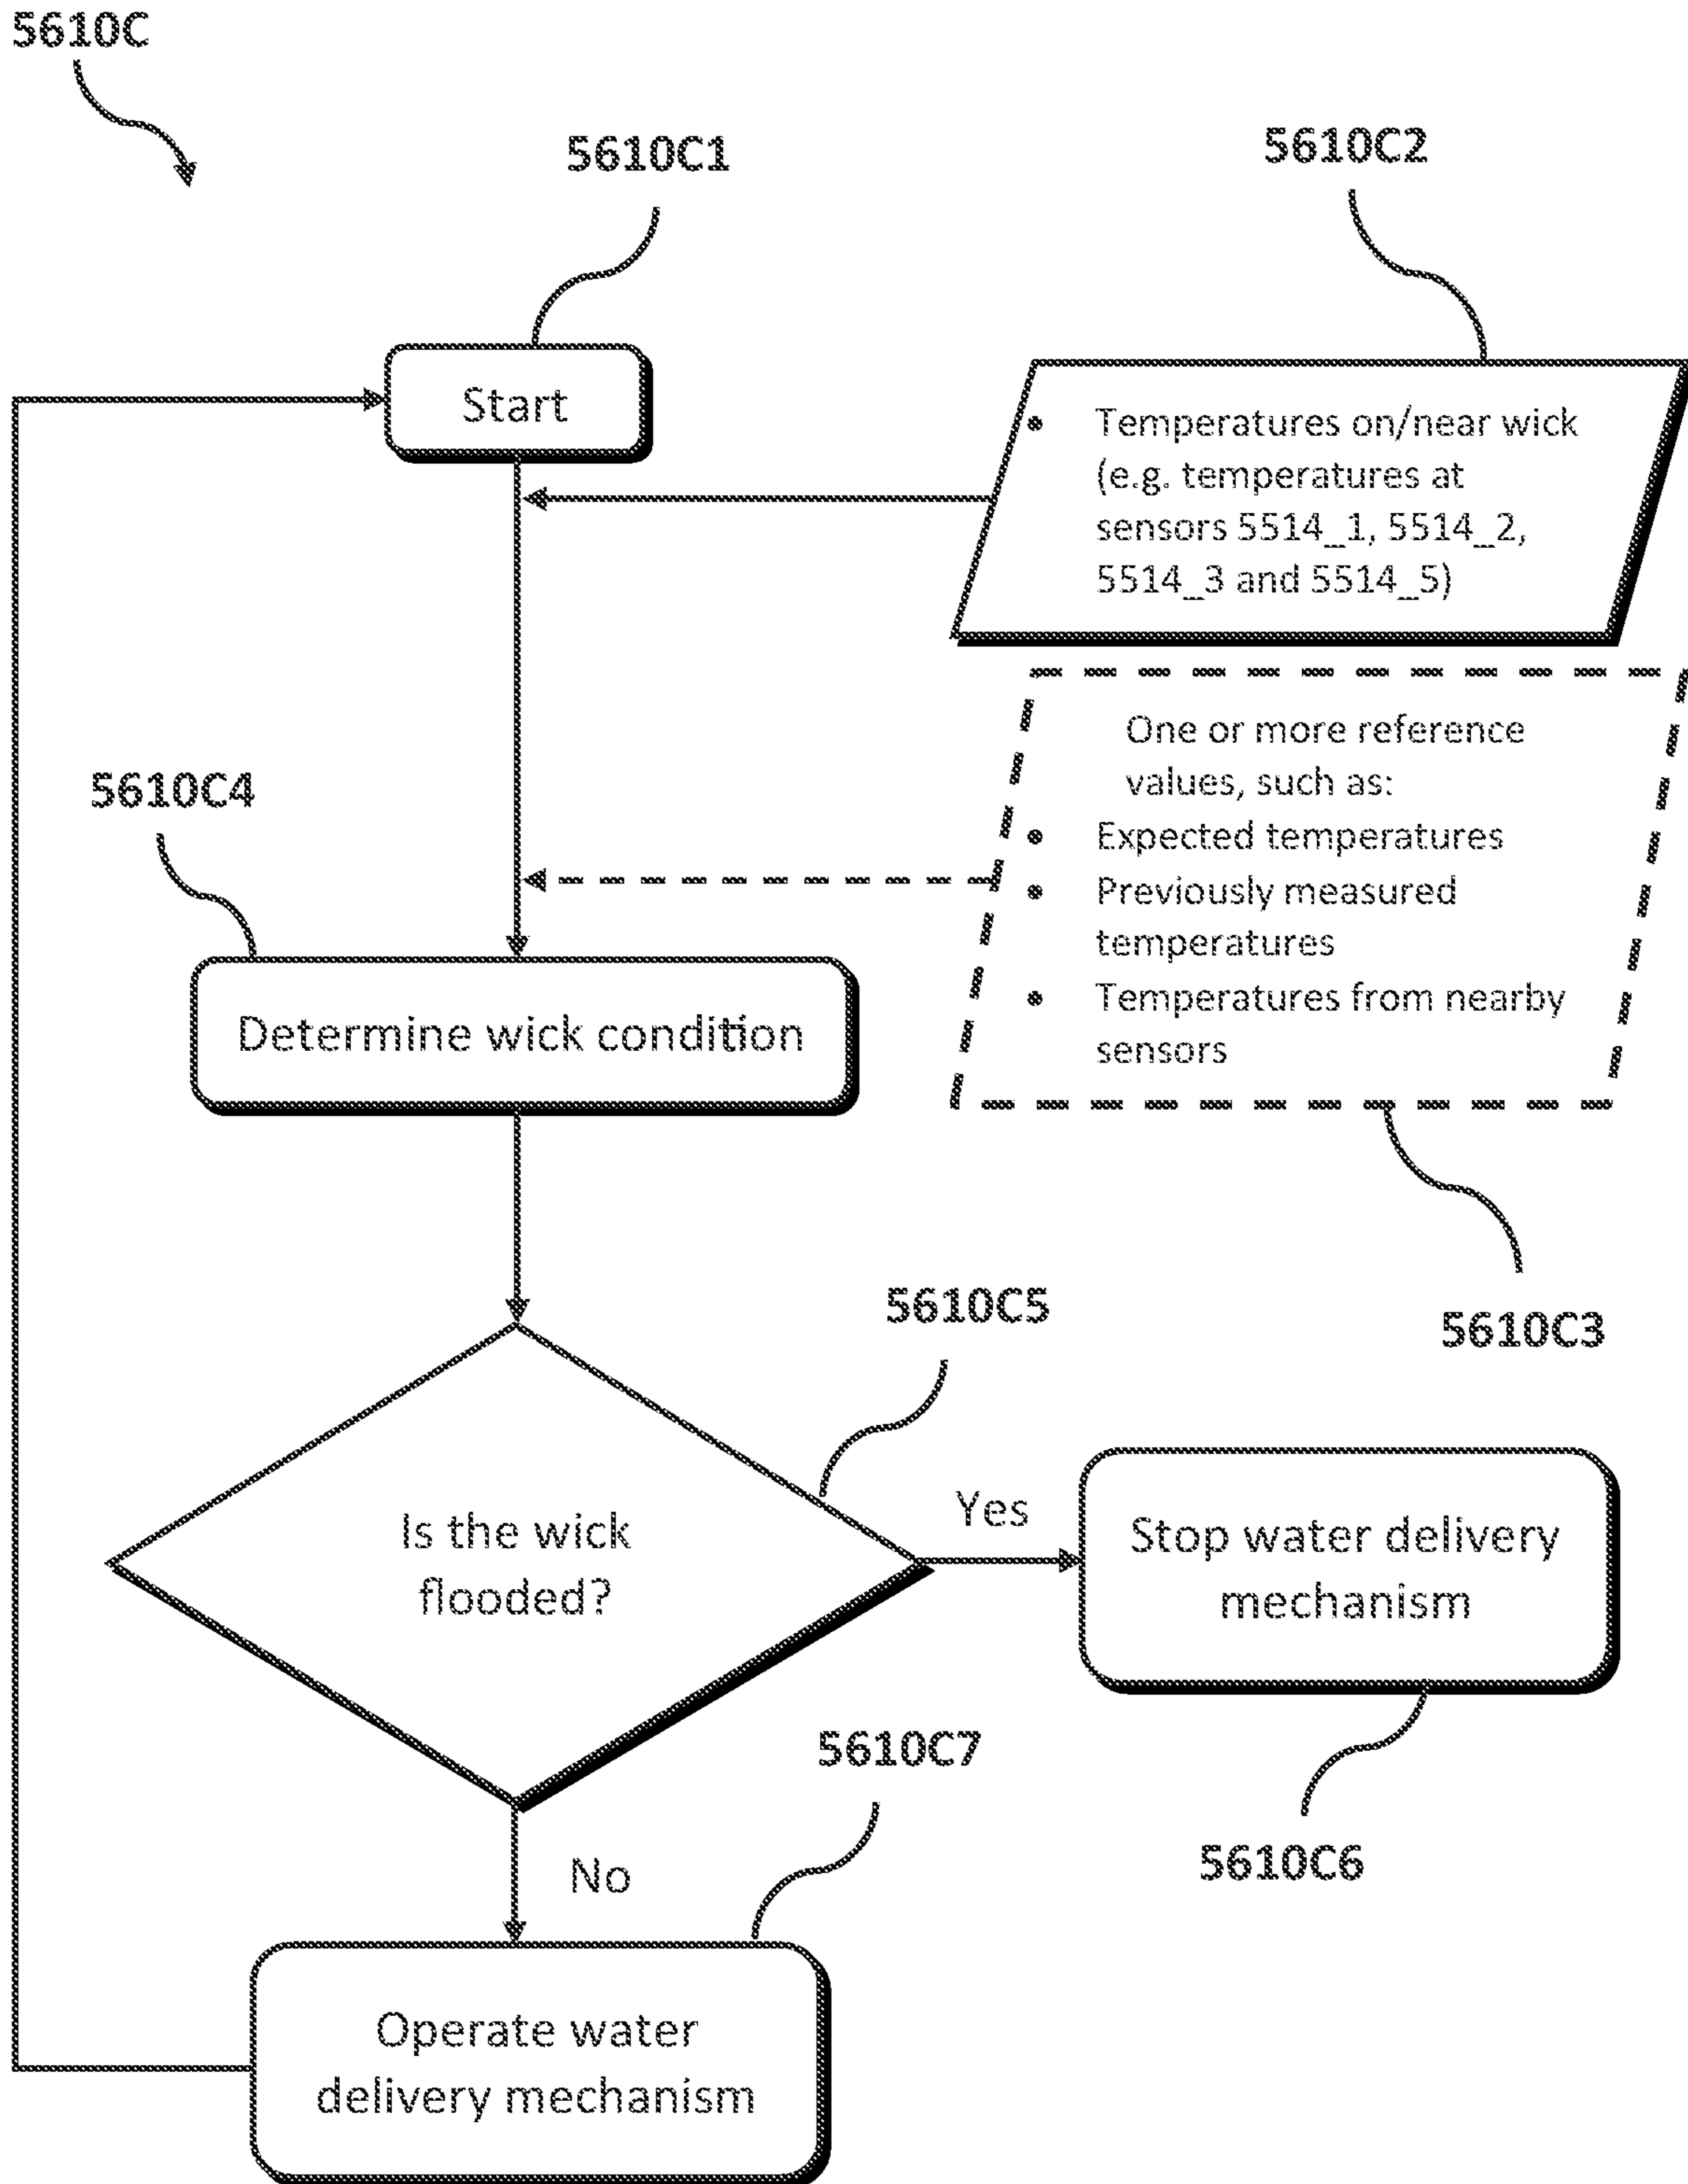 5610C
5610C1
5610C2
Start
• Temperatures on/near wick
(e.g. temperatures at
sensors 5514_1, 5514_2,
5514_3 and 5514_5)
One or more reference
values, such as:
• Expected temperatures
• Previously measured
temperatures
• Temperatures from nearby
sensors
5610C4
Determine wick condition
5610C3
5610C5
Is the wick
flooded?
Yes
Stop water delivery
mechanism
5610C6
5610C7
No
Operate water
delivery mechanism